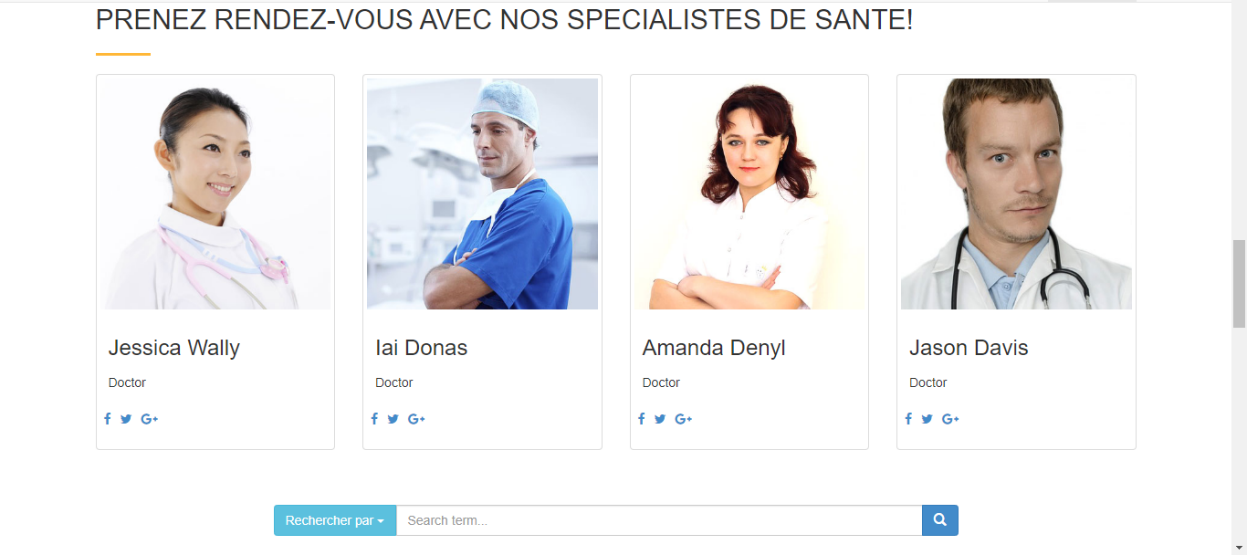 PRENEZ RENDEZ-VOUS AVEC NOS SPECIALISTES DE SANTE!
Jessica Wally
Doctor
Iai Donas
Doctor
Amanda Denyl
Doctor
Jason Davis
Doctor
Rechercher par
Search term...